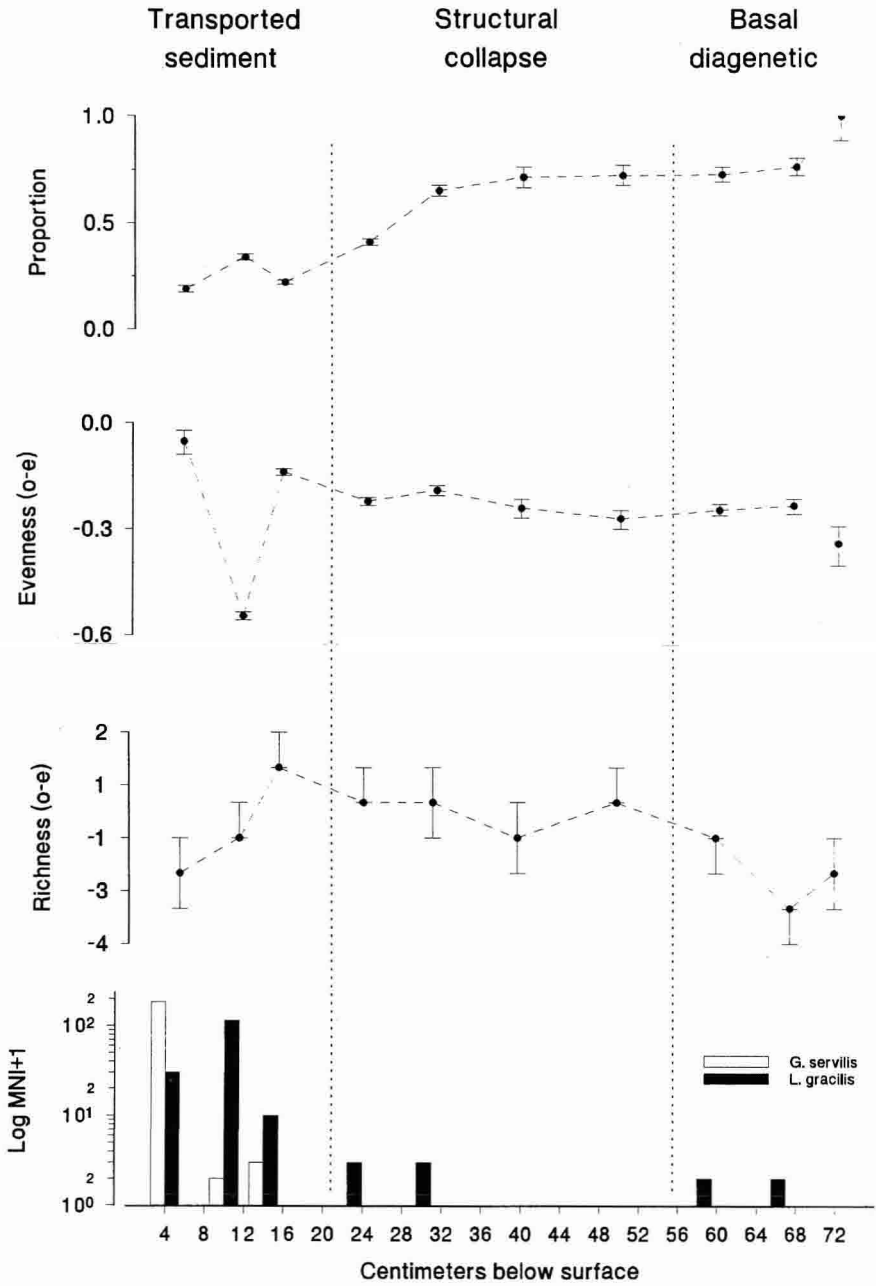 Transported sediment
Structural collapse
Basal diagenetic
Proportion
1.0
0.5
0.0
Evenness (o-e)
0.0
-0.3
-0.6
Richness (o-e)
2
1
-1
-3
-4
Log MNI+1
2
10²
2
10¹
2
10⁰
G. servilis
L. gracilis
4 8 12 16 20 24 28 32 36 40 44 48 52 56 60 64 68 72
Centimeters below surface